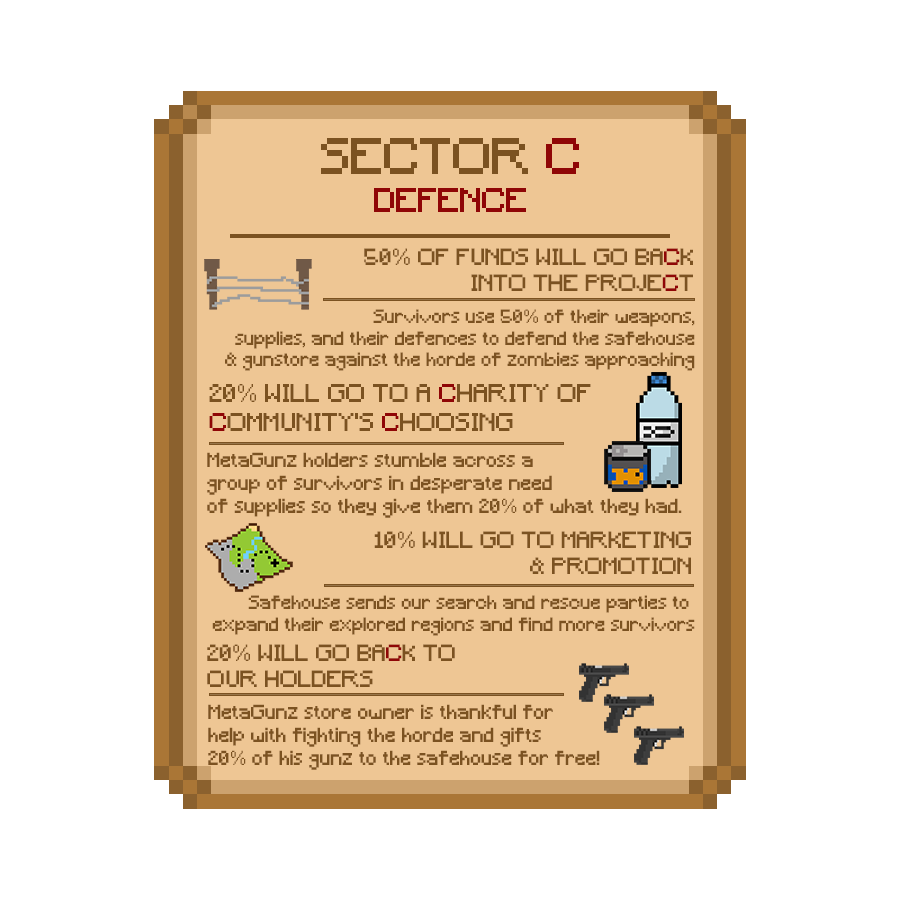 SECTOR C
DEFENCE
50% OF FUNDS WILL GO BACK
INTO THE PROJECT
Survivors use 50% of their weapons,
supplies, and their defences to defend the safehouse
& gunstore against the horde of zombies approaching
20% WILL GO TO A CHARITY OF
COMMUNITY'S CHOOSING
MetaGunz holders stumble across a
group of survivors in desperate need
of supplies so they give them 20% of what they had.
10% WILL GO TO MARKETING
& PROMOTION
Safehouse sends our search and rescue parties to
expand their explored regions and find more survivors
20% WILL GO BACK TO
OUR HOLDERS
MetaGunz store owner is thankful for
help with fighting the horde and gifts
20% of his gunz to the safehouse for free!